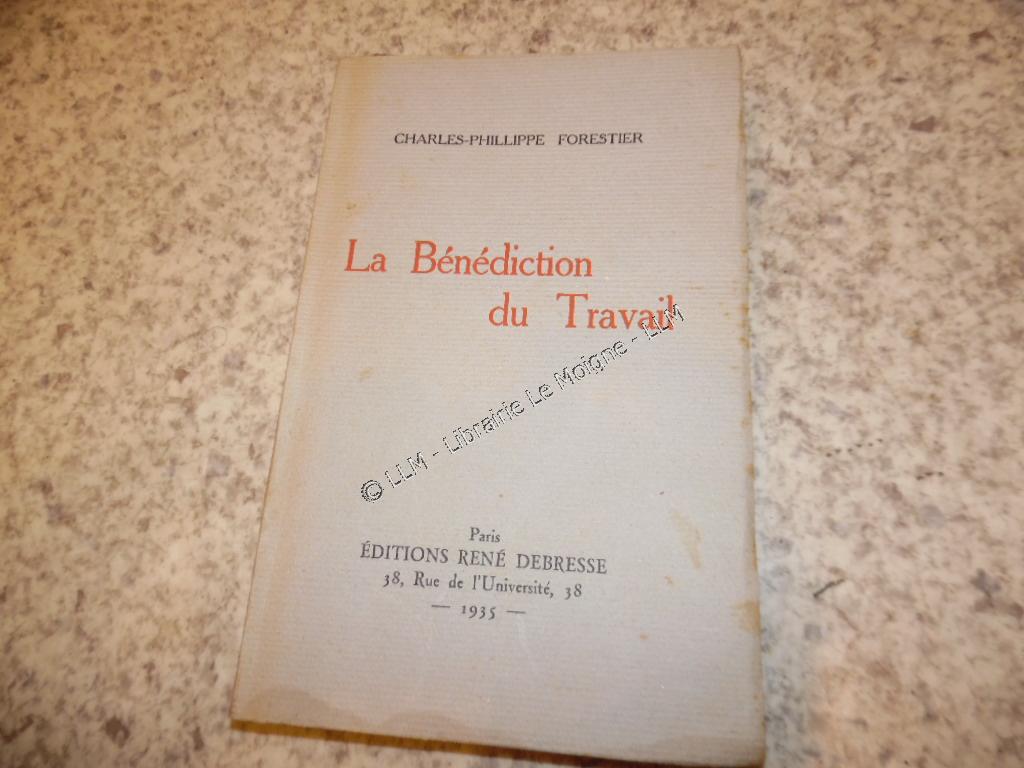 CHARLES-PHILLIPPE FORESTIER
La Bénédiction
du Travail
© LLM - Librairie Le Moigne - LLM
Paris
ÉDITIONS RENÉ DEBRESSE
38, Rue de l'Université, 38
— 1935 —